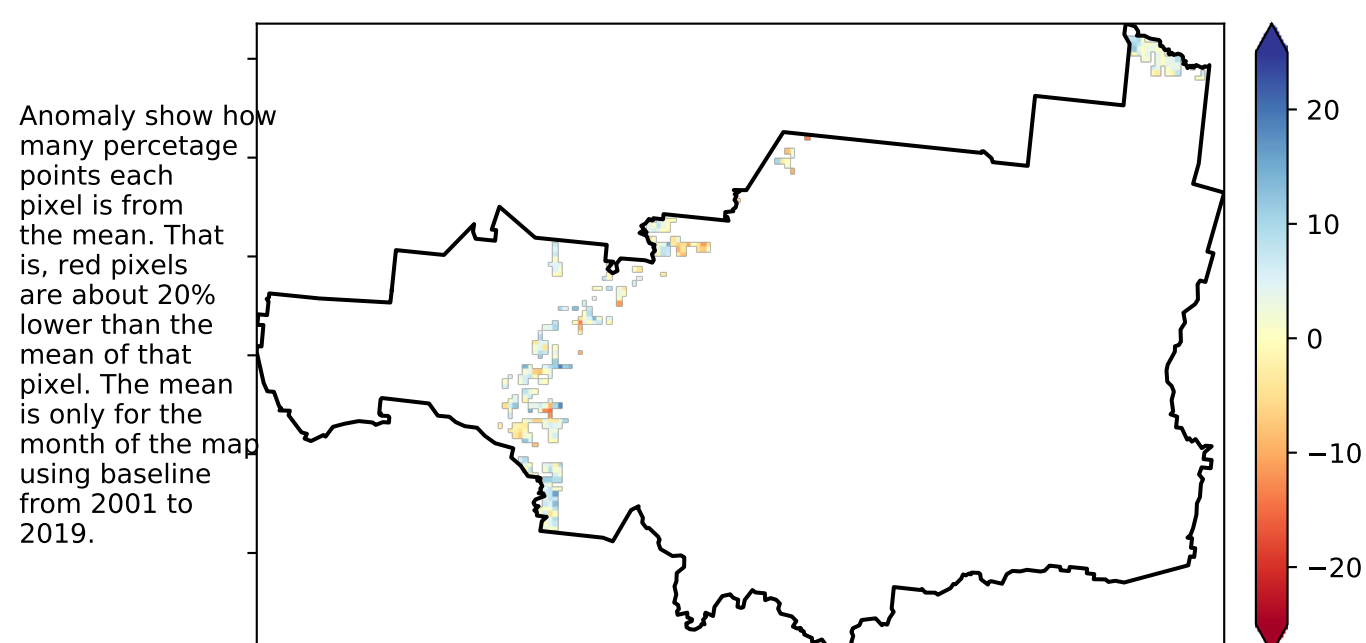 Anomaly show how
many percetage
points each
pixel is from
the mean. That
is, red pixels
are about 20%
lower than the
mean of that
pixel. The mean
is only for the
month of the map
using baseline
from 2001 to
2019.
20
10
0
−10
−20